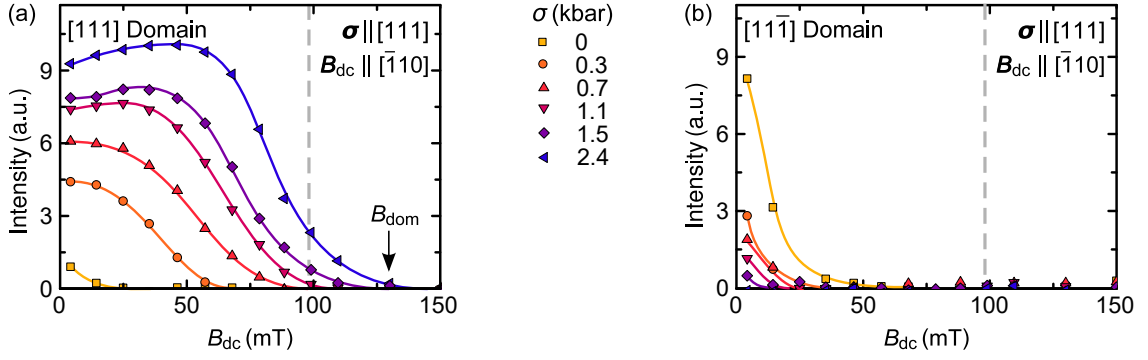 (a)
[111] Domain
σ || [111]
B_dc || [1̄10]
Intensity (a.u.)
9
6
3
0
B_dom
0
50
100
150
B_dc (mT)
σ (kbar)
0
0.3
0.7
1.1
1.5
2.4
(b)
[111̄] Domain
σ || [111]
B_dc || [1̄10]
Intensity (a.u.)
9
6
3
0
0
50
100
150
B_dc (mT)